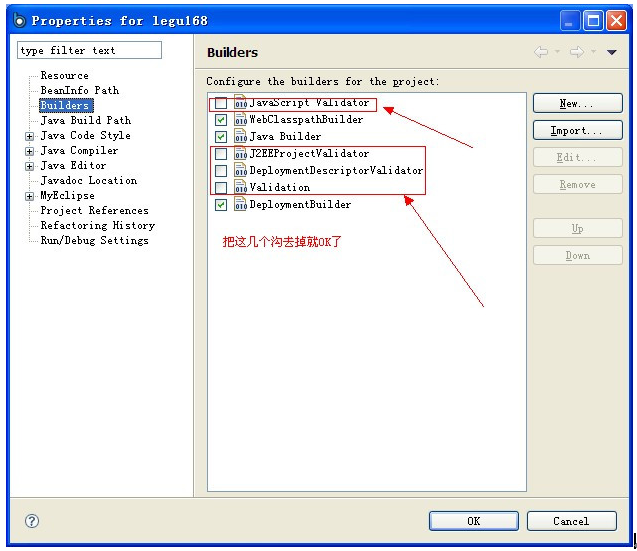 Properties for legu168
type filter text
Resource
BeanInfo Path
Builders
Java Build Path
Java Code Style
Java Compiler
Java Editor
Javadoc Location
MyEclipse
Project References
Refactoring History
Run/Debug Settings
Builders
Configure the builders for the project:
JavaScript Validator
WebClasspathBuilder
Java Builder
J2EEProjectValidator
DeploymentDescriptorValidator
Validation
DeploymentBuilder
把这几个沟去掉就OK了
New...
Import...
Edit...
Remove
Up
Down
OK
Cancel